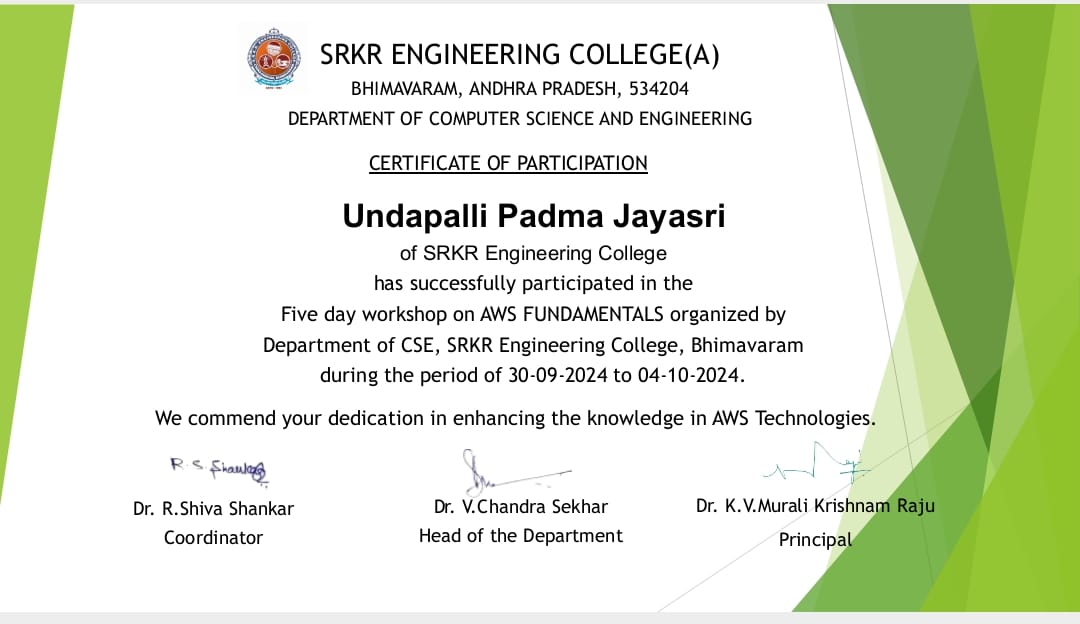 SRKR ENGINEERING COLLEGE(A)
BHIMAVARAM, ANDHRA PRADESH, 534204
DEPARTMENT OF COMPUTER SCIENCE AND ENGINEERING
CERTIFICATE OF PARTICIPATION
Undapalli Padma Jayasri
of SRKR Engineering College
has successfully participated in the
Five day workshop on AWS FUNDAMENTALS organized by
Department of CSE, SRKR Engineering College, Bhimavaram
during the period of 30-09-2024 to 04-10-2024.
We commend your dedication in enhancing the knowledge in AWS Technologies.
R.S.Shankar
Dr. R.Shiva Shankar
Coordinator
Dr. V.Chandra Sekhar
Head of the Department
Dr. K.V.Murali Krishnam Raju
Principal